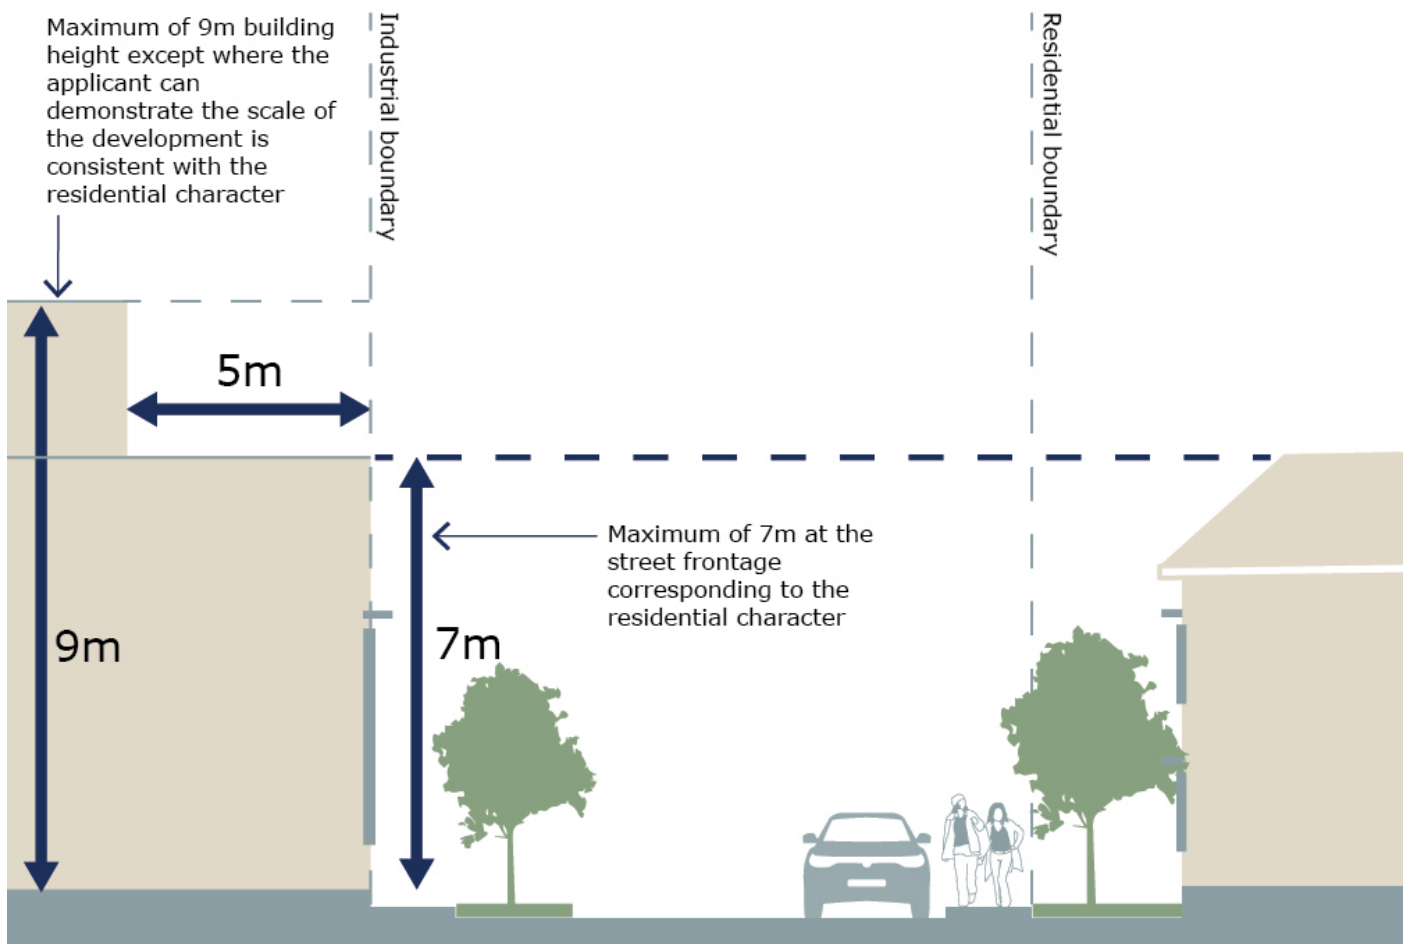 Maximum of 9m building
height except where the
applicant can
demonstrate the scale of
the development is
consistent with the
residential character
Industrial boundary
Residential boundary
5m
Maximum of 7m at the
street frontage
corresponding to the
residential character
9m
7m